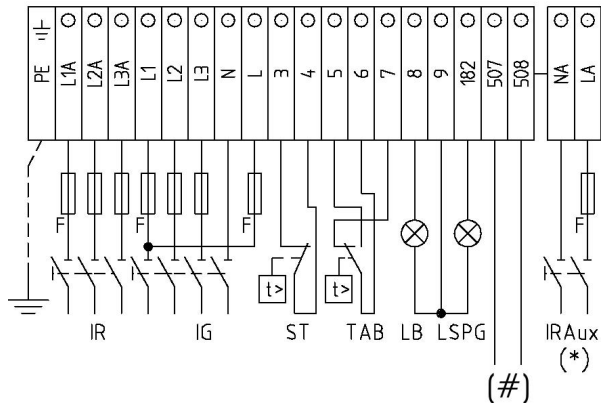 PE L1A L2A L3A L1 L2 L3 N L 3 4 5 6 7 8 9 182 507 508 NA LA
F F F F
t> t>
IR IG ST TAB LB LSPG IRAux
(*)
(#)